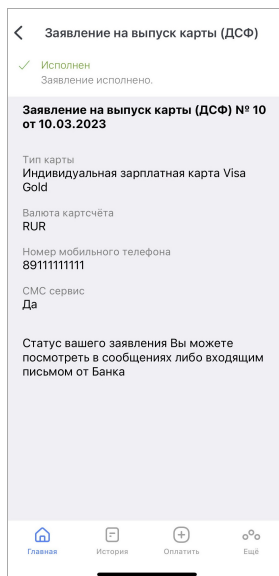 Заявление на выпуск карты (ДСФ)
Исполнен
Заявление исполнено.
Заявление на выпуск карты (ДСФ) № 10
от 10.03.2023
Тип карты
Индивидуальная зарплатная карта Visa
Gold
Валюта картсчёта
RUR
Номер мобильного телефона
89111111111
СМС сервис
Да
Статус вашего заявления Вы можете
посмотреть в сообщениях либо входящим
письмом от Банка
Главная
История
Оплатить
Ещё